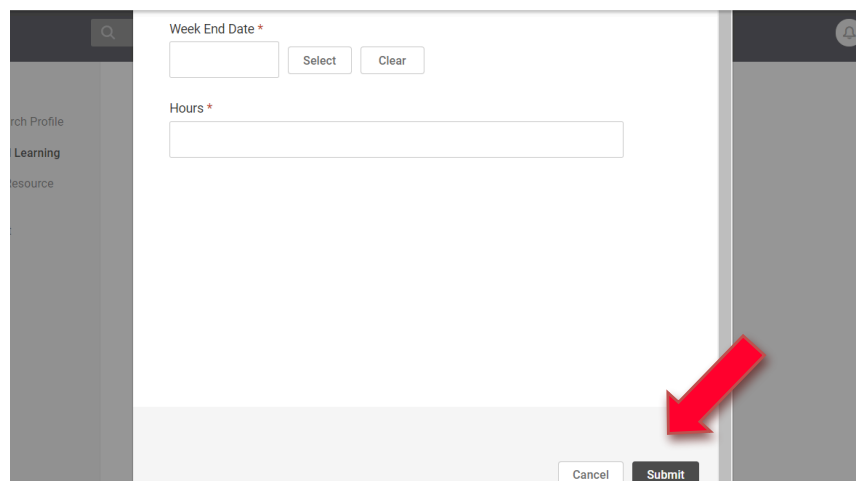 Week End Date *
Select
Clear
Hours *
rch Profile
Learning
Resource
Cancel
Submit